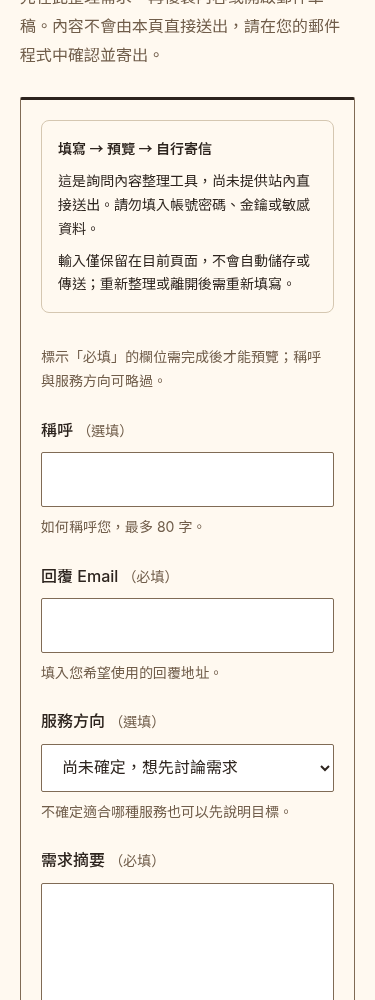 稿。內容不會由本頁直接送出，請在您的郵件
程式中確認並寄出。
填寫 → 預覽 → 自行寄信
這是詢問內容整理工具，尚未提供站內直
接送出。請勿填入帳號密碼、金鑰或敏感
資料。
輸入僅保留在目前頁面，不會自動儲存或
傳送；重新整理或離開後需重新填寫。
標示「必填」的欄位需完成後才能預覽；稱呼
與服務方向可略過。
稱呼 （選填）
如何稱呼您，最多 80 字。
回覆 Email （必填）
填入您希望使用的回覆地址。
服務方向 （選填）
尚未確定，想先討論需求
不確定適合哪種服務也可以先說明目標。
需求摘要 （必填）